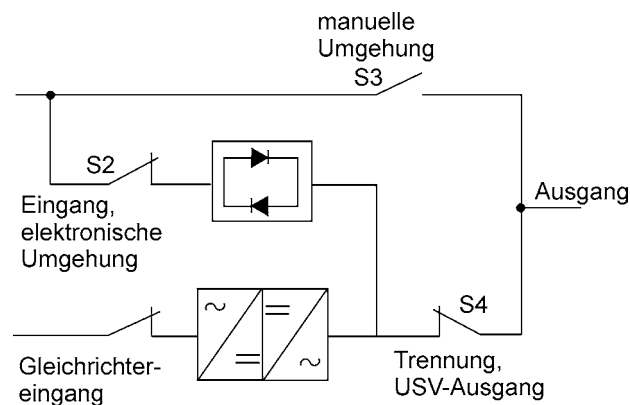 manuelle
Umgehung
S3
S2
Ausgang
Eingang,
elektronische
Umgehung
S4
Gleichrichter-
eingang
Trennung,
USV-Ausgang